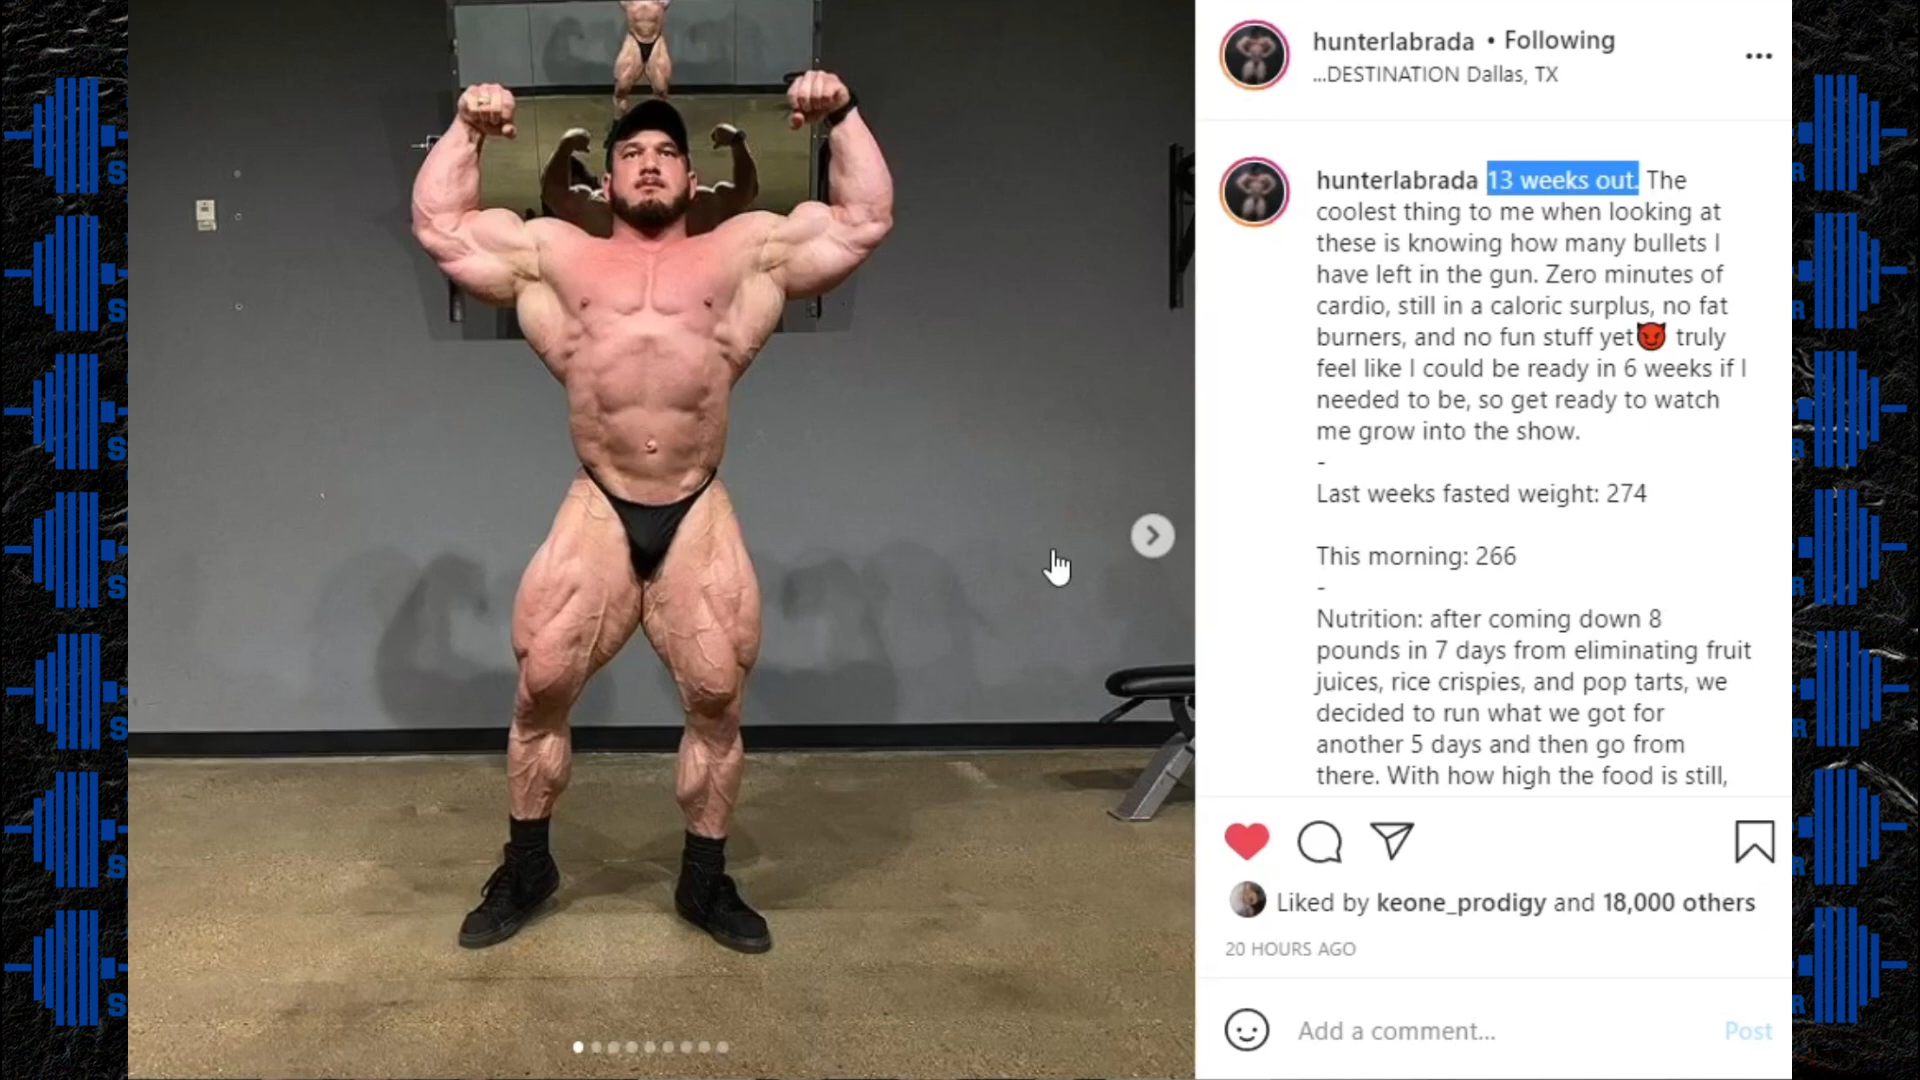 hunterlabrada • Following
...DESTINATION Dallas, TX
hunterlabrada 13 weeks out. The
coolest thing to me when looking at
these is knowing how many bullets I
have left in the gun. Zero minutes of
cardio, still in a caloric surplus, no fat
burners, and no fun stuff yet😈 truly
feel like I could be ready in 6 weeks if I
needed to be, so get ready to watch
me grow into the show.
-
Last weeks fasted weight: 274
This morning: 266
-
Nutrition: after coming down 8
pounds in 7 days from eliminating fruit
juices, rice crispies, and pop tarts, we
decided to run what we got for
another 5 days and then go from
there. With how high the food is still,
Liked by keone_prodigy and 18,000 others
20 HOURS AGO
Add a comment...
Post